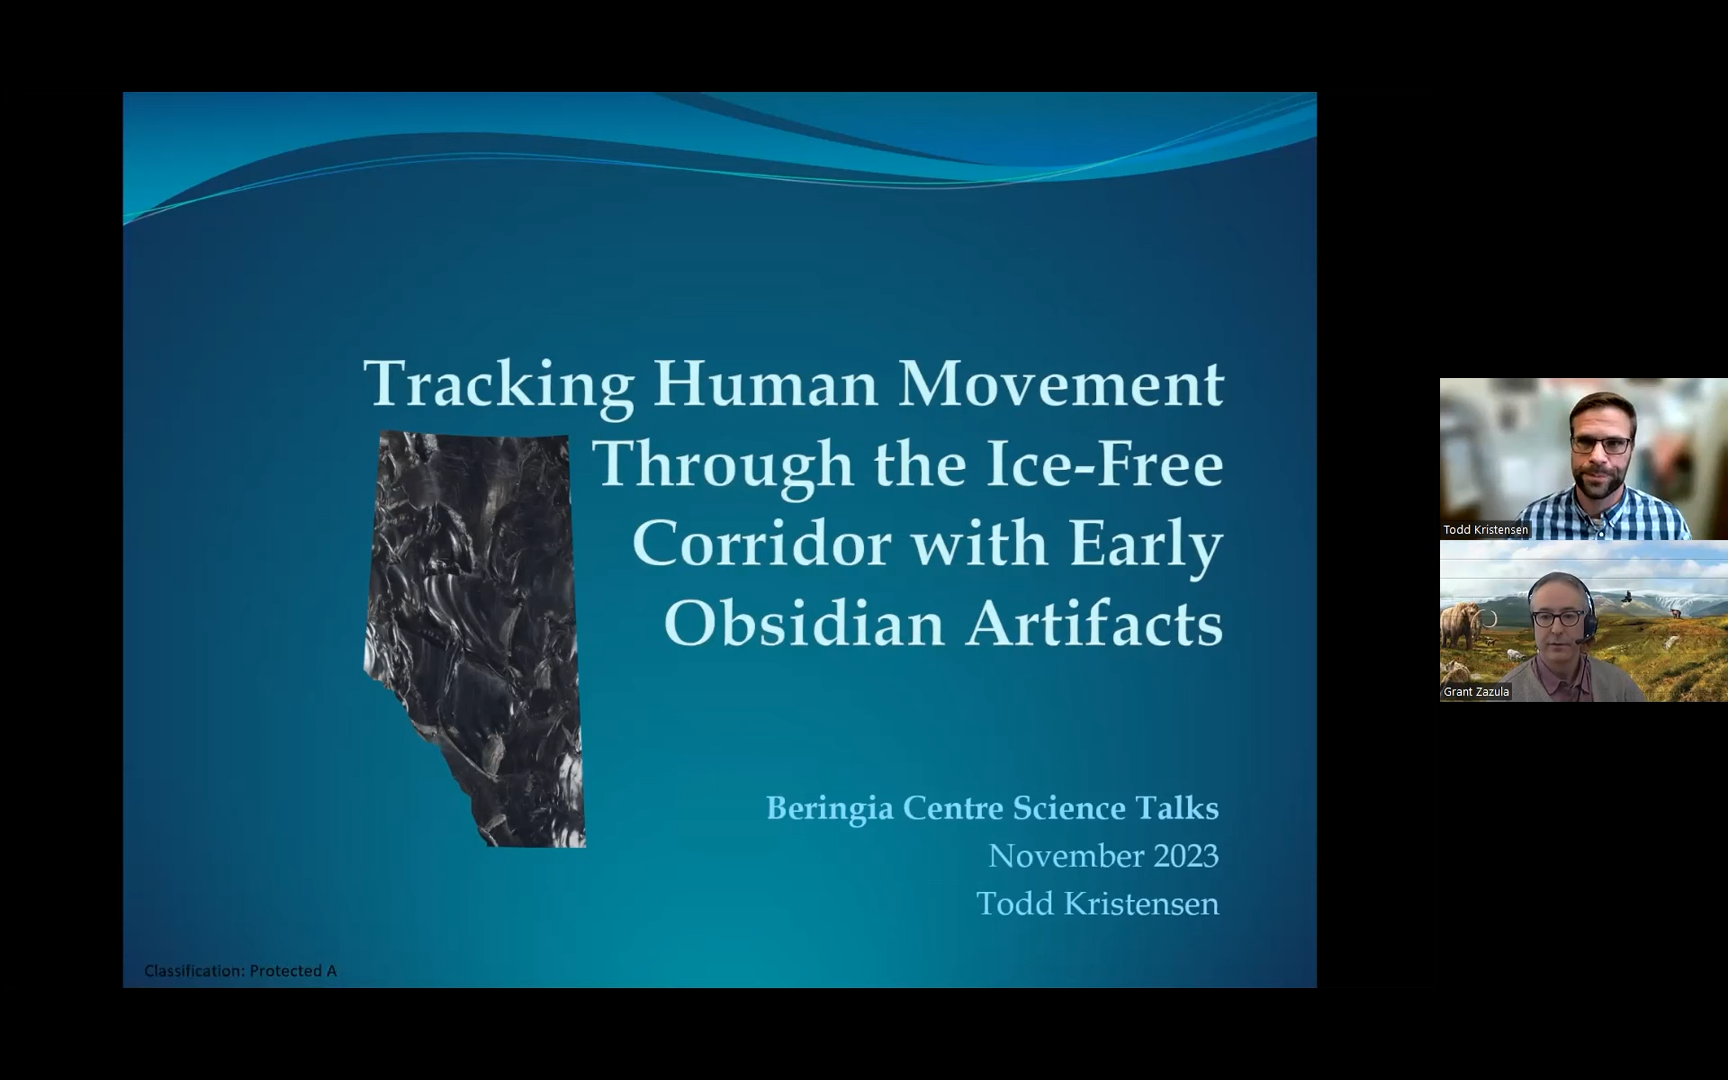 Tracking Human Movement
Through the Ice-Free
Corridor with Early
Obsidian Artifacts
Beringia Centre Science Talks
November 2023
Todd Kristensen
Classification: Protected A
Todd Kristensen
Grant Zazula